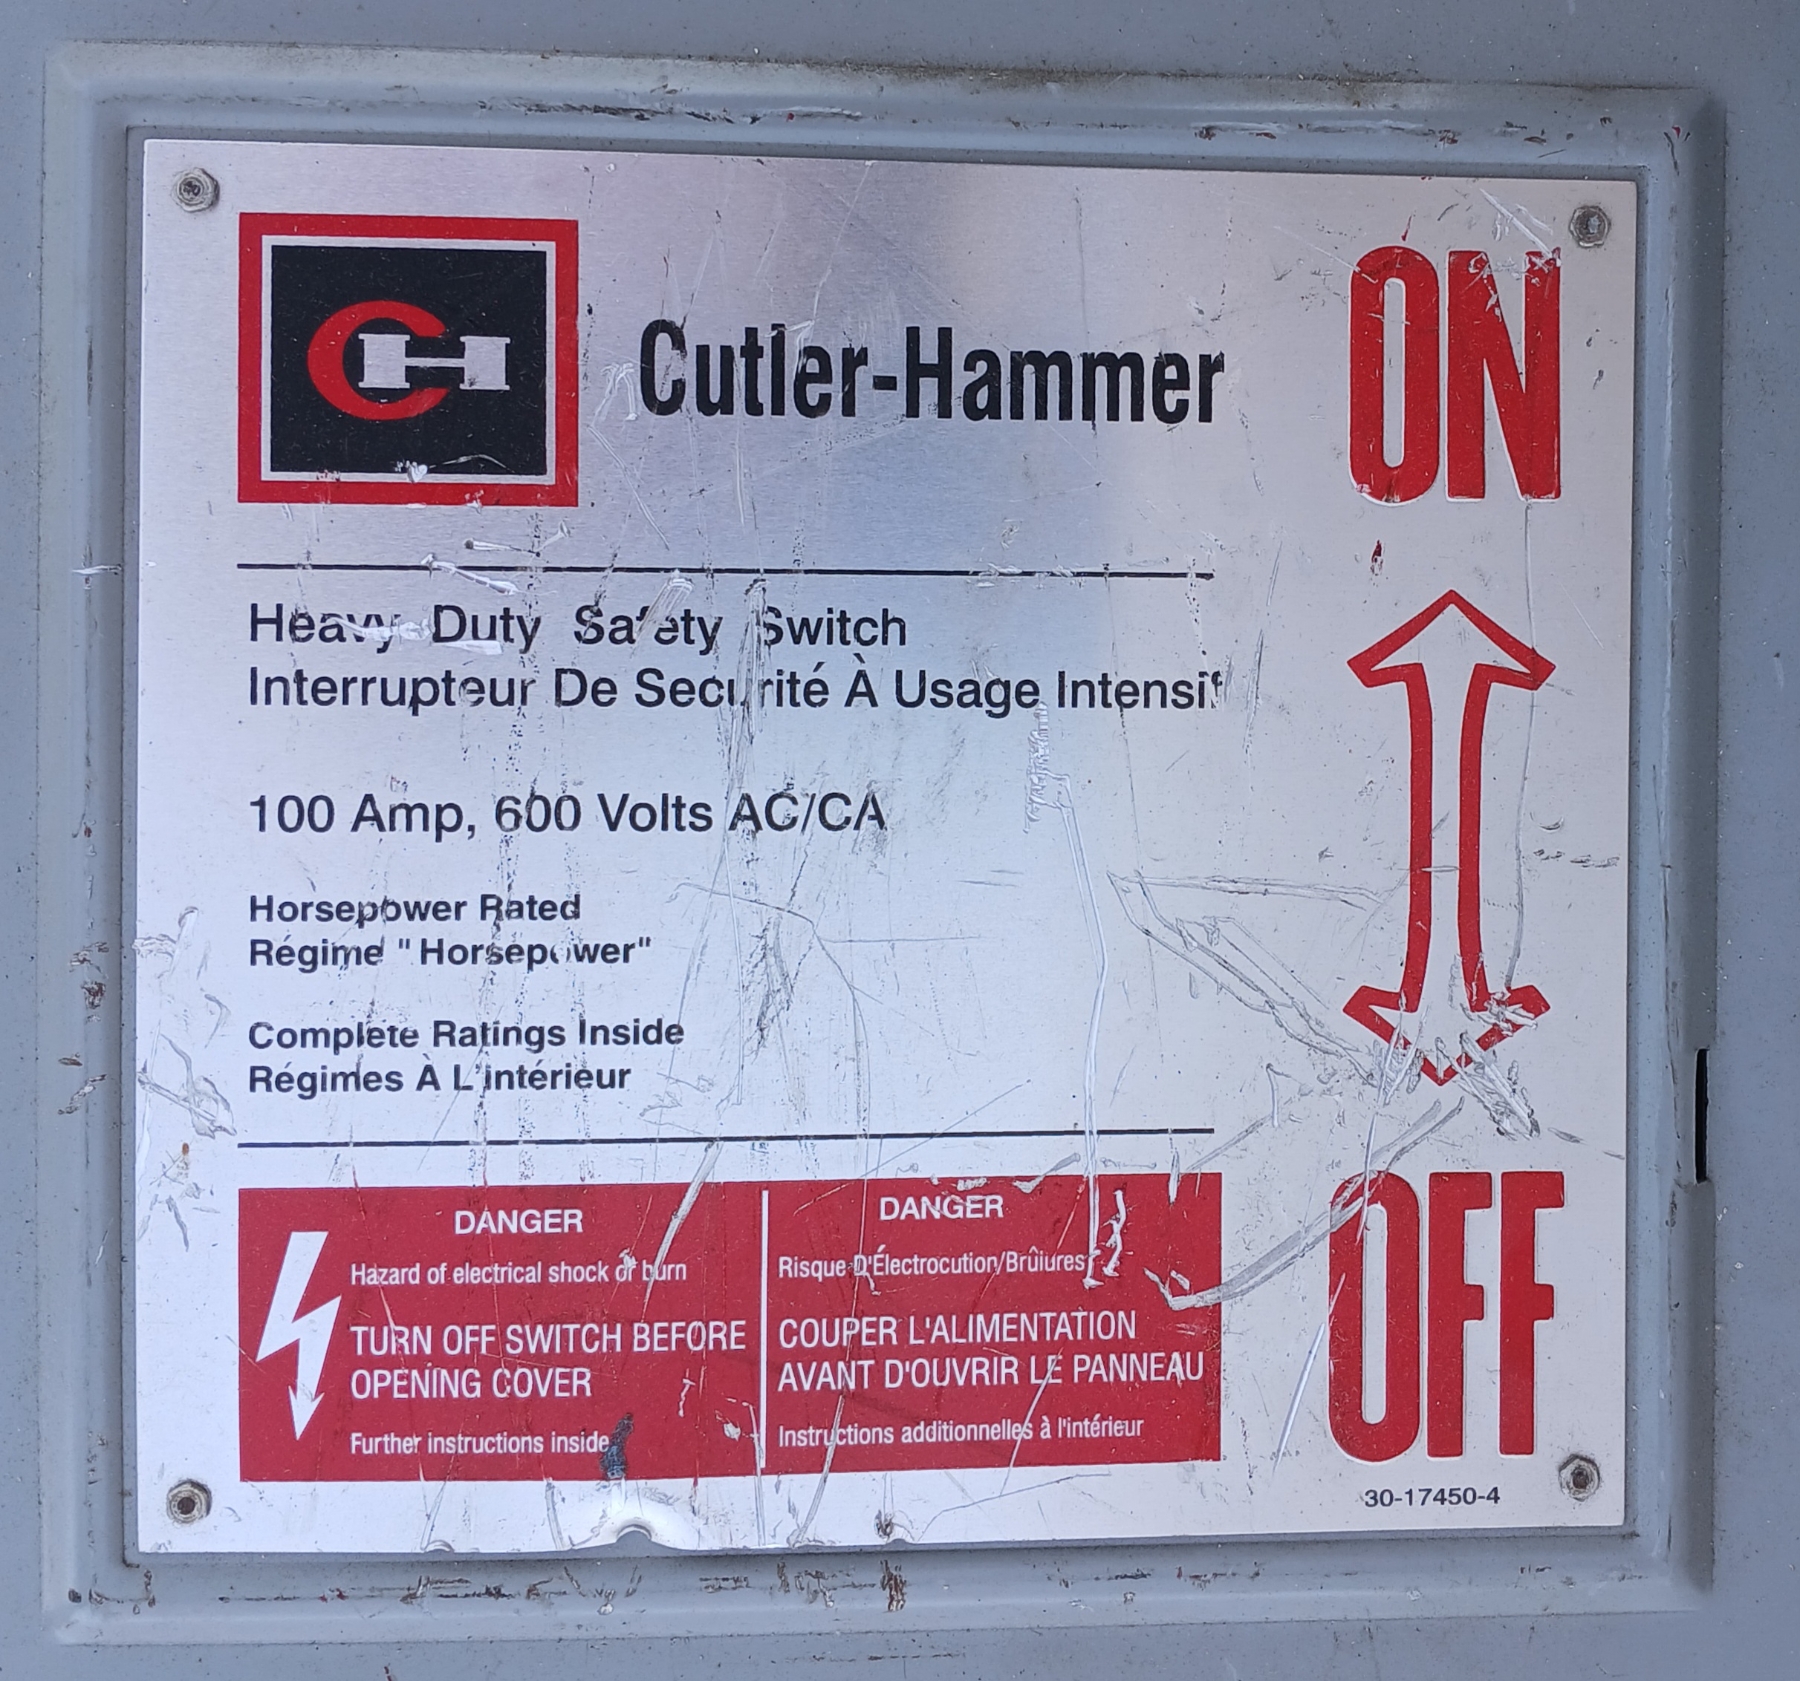 CH
Cutler-Hammer
ON
Heavy Duty Safety Switch
Interrupteur De Securité À Usage Intensif
100 Amp, 600 Volts AC/CA
Horsepower Rated
Régime "Horsepower"
Complete Ratings Inside
Régimes À L'intérieur
DANGER
Hazard of electrical shock or burn
TURN OFF SWITCH BEFORE
OPENING COVER
Further instructions inside
DANGER
Risque D'Électrocution/Brûiures
COUPER L'ALIMENTATION
AVANT D'OUVRIR LE PANNEAU
Instructions additionnelles à l'intérieur
OFF
30-17450-4